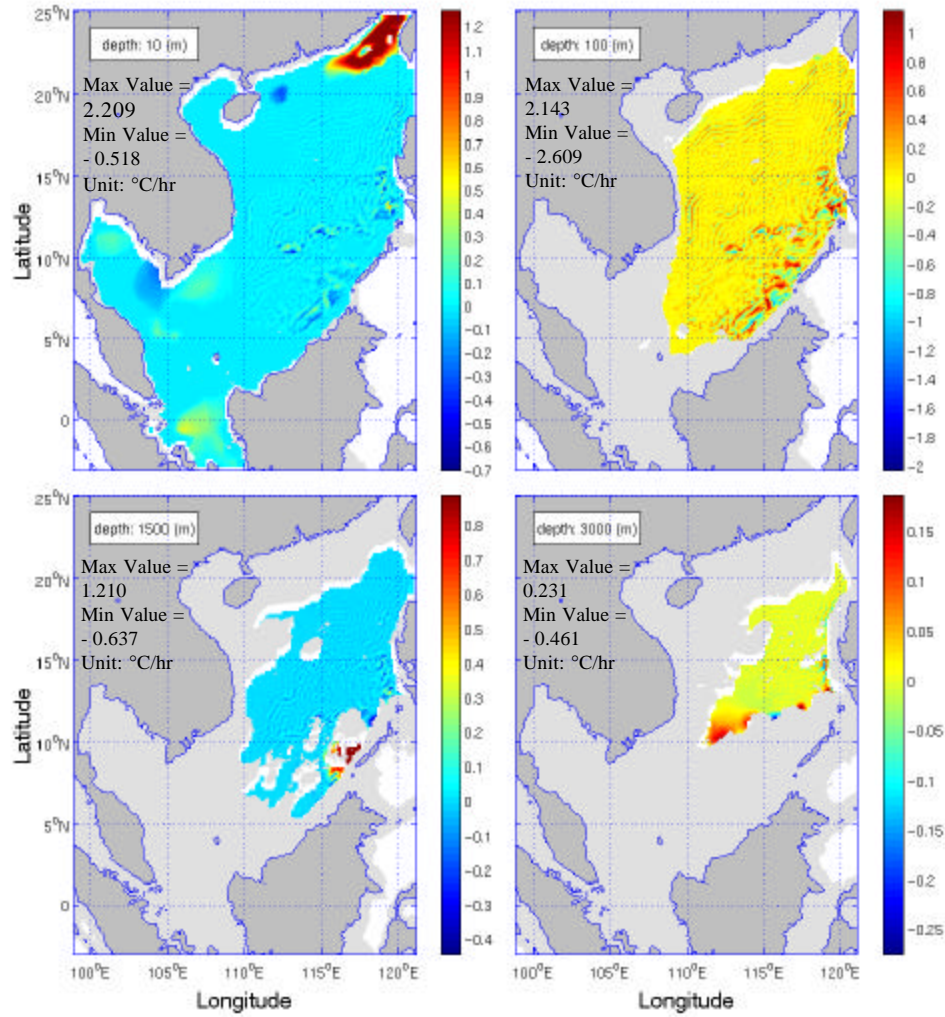 depth: 10 (m)
Max Value =
2.209
Min Value =
- 0.518
Unit: °C/hr
25°N
20°N
15°N
10°N
5°N
0
Latitude
1.2
1.1
1
0.9
0.8
0.7
0.6
0.5
0.4
0.3
0.2
0.1
0
-0.1
-0.2
-0.3
-0.4
-0.5
-0.6
-0.7
depth: 100 (m)
Max Value =
2.143
Min Value =
- 2.609
Unit: °C/hr
Latitude
1
0.8
0.6
0.4
0.2
0
-0.2
-0.4
-0.6
-0.8
-1
-1.2
-1.4
-1.6
-1.8
-2
depth: 1500 (m)
Max Value =
1.210
Min Value =
- 0.637
Unit: °C/hr
25°N
20°N
15°N
10°N
5°N
0
Latitude
100°E
105°E
110°E
115°E
120°E
Longitude
0.8
0.7
0.6
0.5
0.4
0.3
0.2
0.1
0
-0.1
-0.2
-0.3
-0.4
depth: 3000 (m)
Max Value =
0.231
Min Value =
- 0.461
Unit: °C/hr
Latitude
100°E
105°E
110°E
115°E
120°E
Longitude
0.15
0.1
0.05
0
-0.05
-0.1
-0.15
-0.2
-0.25